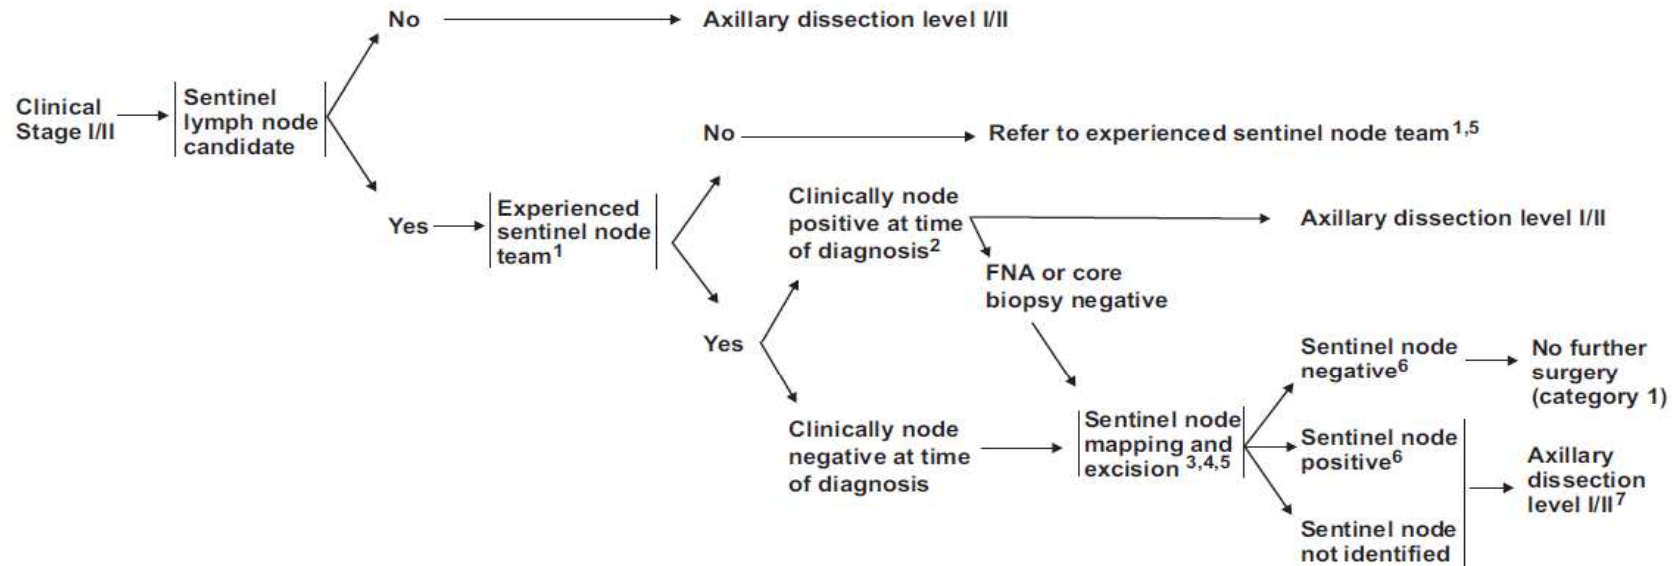 No
Axillary dissection level I/II
Clinical
Stage I/II
Sentinel
lymph node
candidate
No
Refer to experienced sentinel node team1,5
Yes
Experienced
sentinel node
team1
Clinically node
positive at time
of diagnosis2
Axillary dissection level I/II
FNA or core
biopsy negative
Yes
Clinically node
negative at time
of diagnosis
Sentinel node
mapping and
excision 3,4,5
Sentinel node
negative6
No further
surgery
(category 1)
Sentinel node
positive6
Sentinel node
not identified
Axillary
dissection
level I/II7